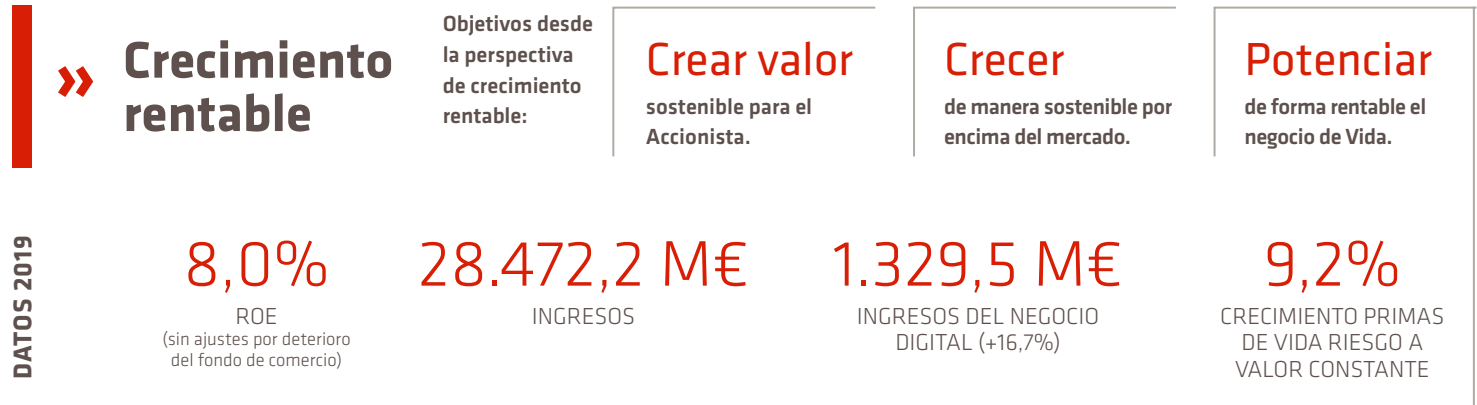 » Crecimiento
rentable
Objetivos desde
la perspectiva
de crecimiento
rentable:
Crear valor
sostenible para el
Accionista.
Crecer
de manera sostenible por
encima del mercado.
Potenciar
de forma rentable el
negocio de Vida.
DATOS 2019
8,0%
ROE
(sin ajustes por deterioro
del fondo de comercio)
28.472,2 M€
INGRESOS
1.329,5 M€
INGRESOS DEL NEGOCIO
DIGITAL (+16,7%)
9,2%
CRECIMIENTO PRIMAS
DE VIDA RIESGO A
VALOR CONSTANTE